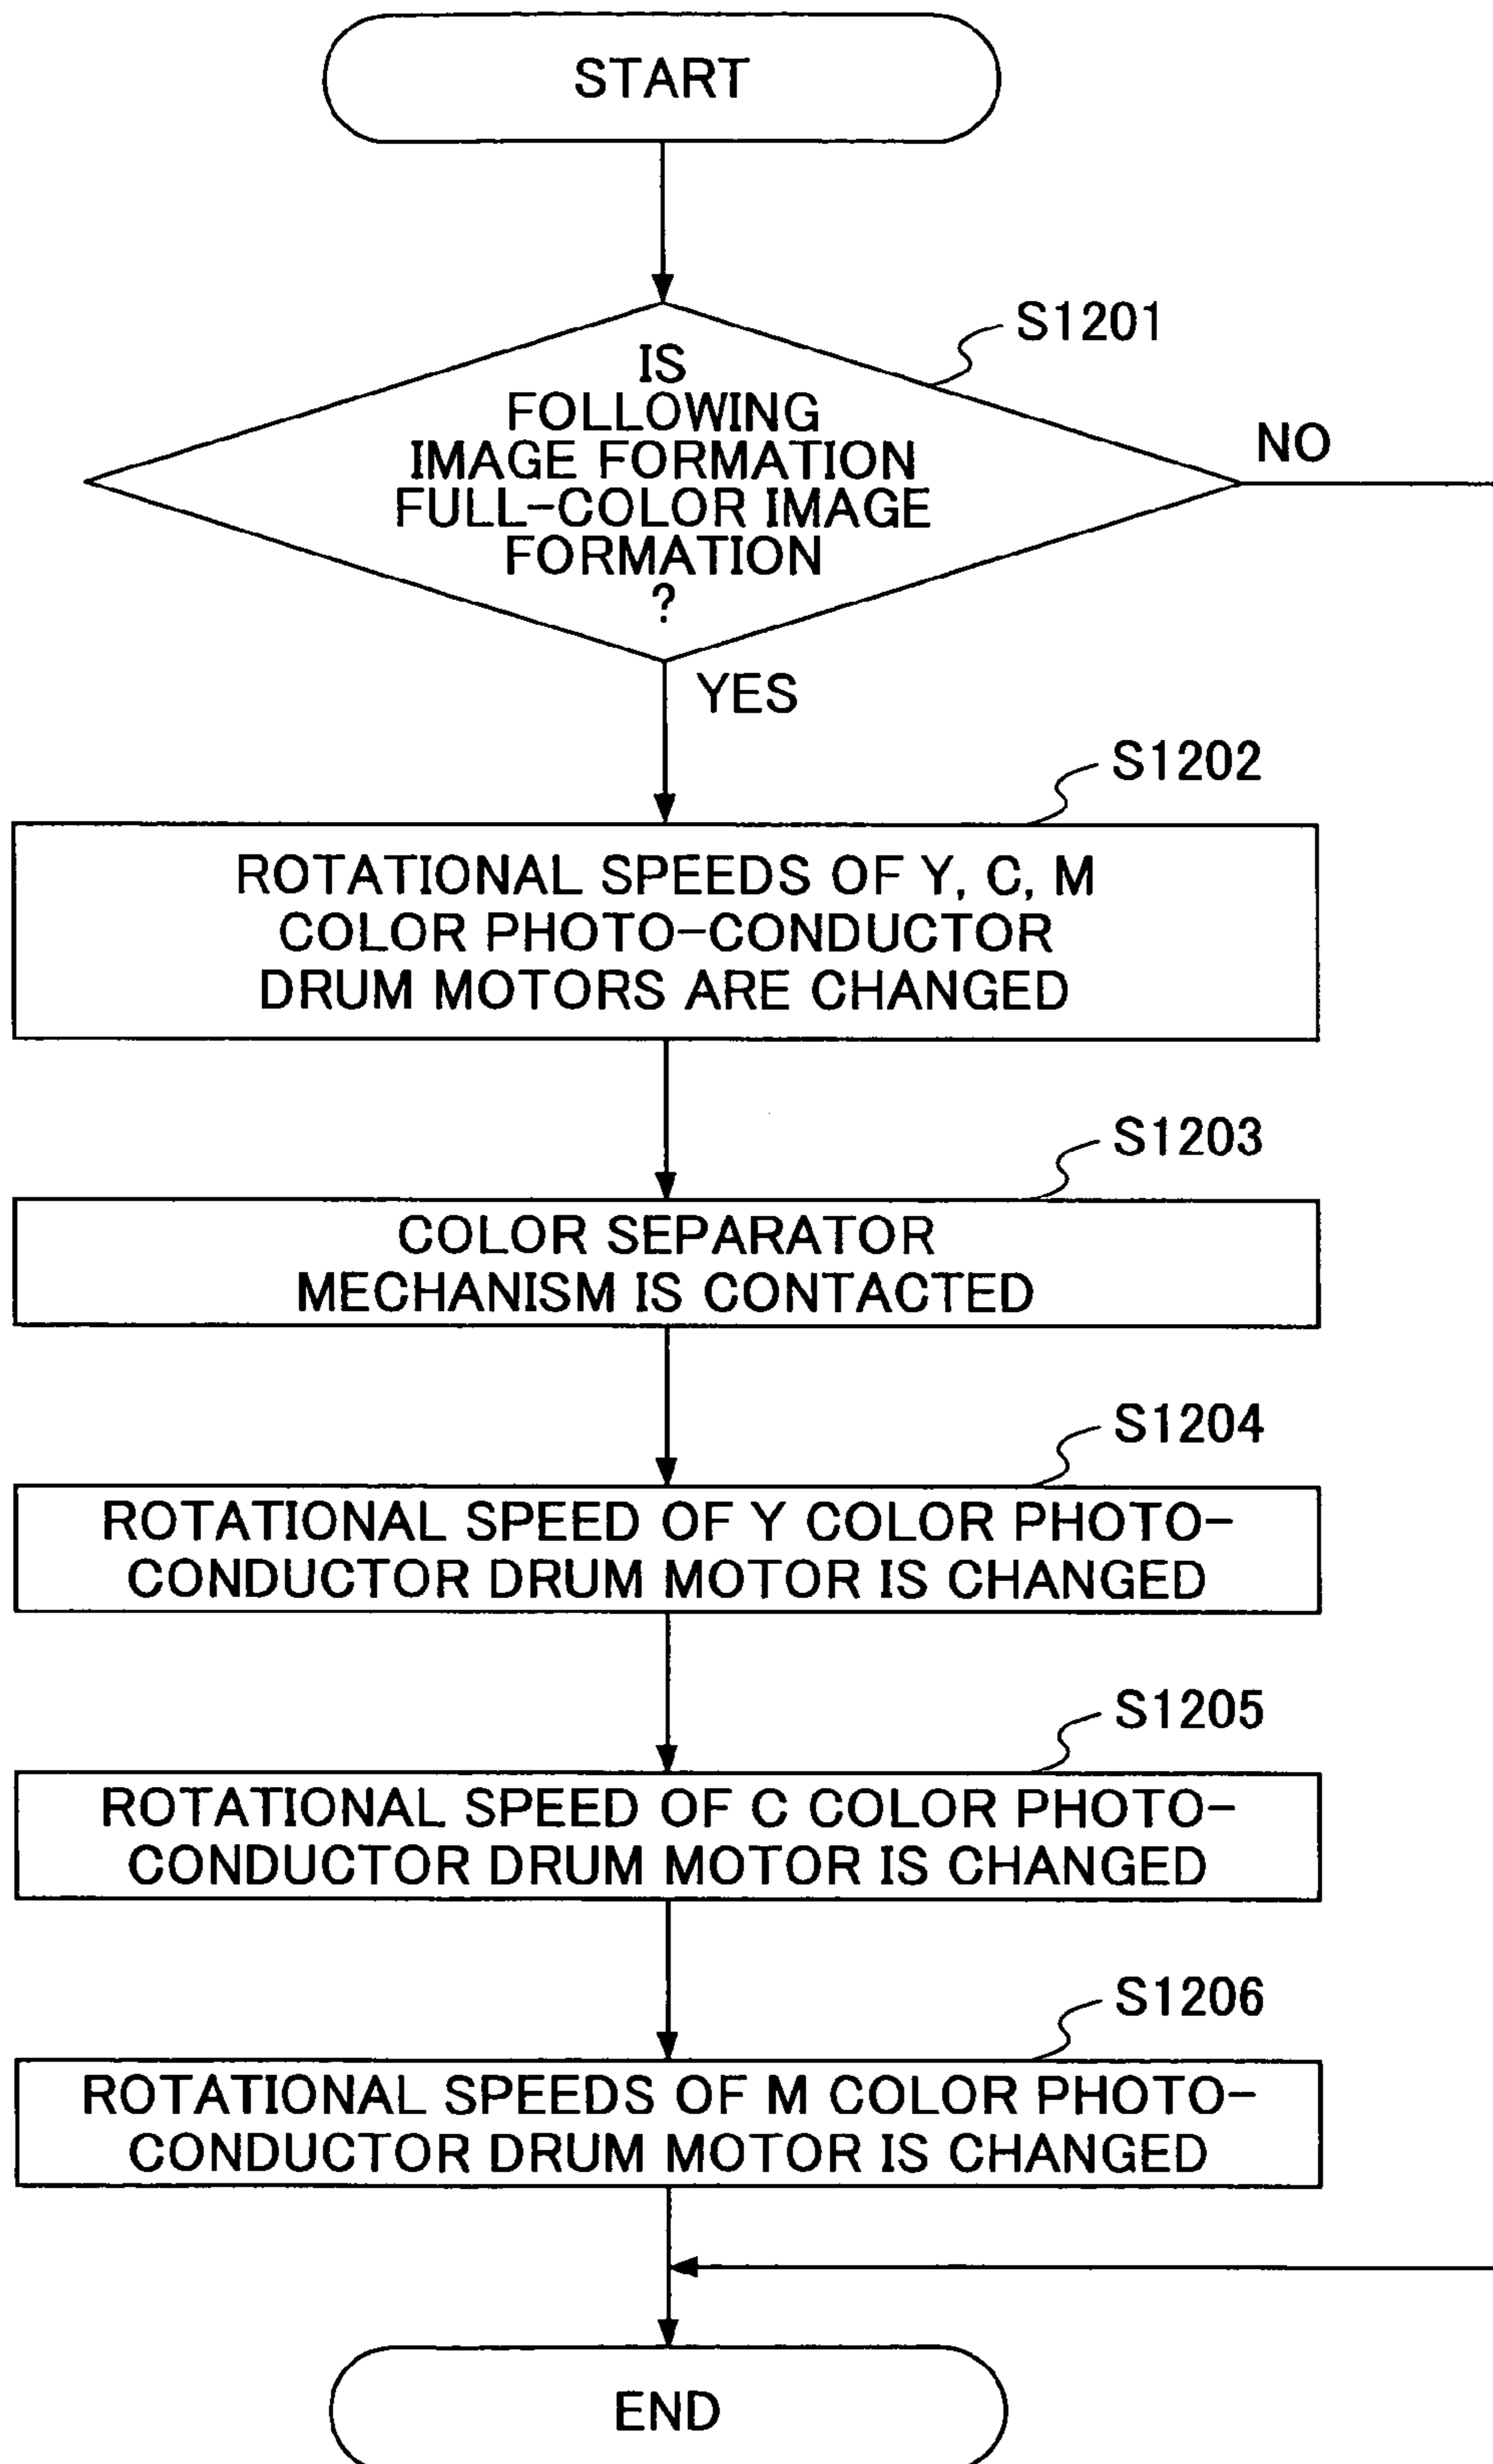 START
S1201
IS
FOLLOWING
IMAGE FORMATION
FULL-COLOR IMAGE
FORMATION
?
NO
YES
S1202
ROTATIONAL SPEEDS OF Y, C, M
COLOR PHOTO-CONDUCTOR
DRUM MOTORS ARE CHANGED
S1203
COLOR SEPARATOR
MECHANISM IS CONTACTED
S1204
ROTATIONAL SPEED OF Y COLOR PHOTO-
CONDUCTOR DRUM MOTOR IS CHANGED
S1205
ROTATIONAL SPEED OF C COLOR PHOTO-
CONDUCTOR DRUM MOTOR IS CHANGED
S1206
ROTATIONAL SPEEDS OF M COLOR PHOTO-
CONDUCTOR DRUM MOTOR IS CHANGED
END